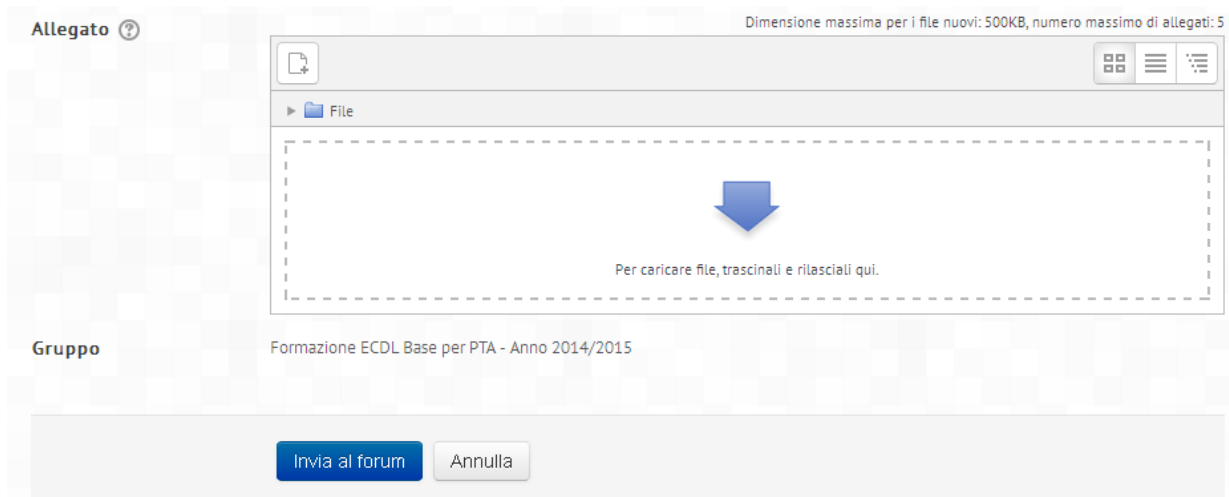 Allegato ?
Dimensione massima per i file nuovi: 500KB, numero massimo di allegati: 5
File
Per caricare file, trascinali e rilasciali qui.
Gruppo
Formazione ECDL Base per PTA - Anno 2014/2015
Invia al forum
Annulla